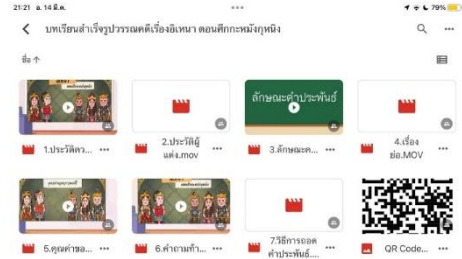 21:21 อ. 14 มี.ค.
79%
บทเรียนสำเร็จรูปวรรณคดีเรื่องอิเหนา ตอนศึกกะหมังกุหนิง
ชื่อ ↑
ลักษณะคำประพันธ์
1.ประวัติคว...
2.ประวัติผู้
แต่ง.mov
3.ลักษณะค...
4.เรื่อง
ย่อ.MOV
5.คุณค่าขอ...
6.คำถามท้า...
7.วิธีการถอด
คำประพันธ์....
QR Code...